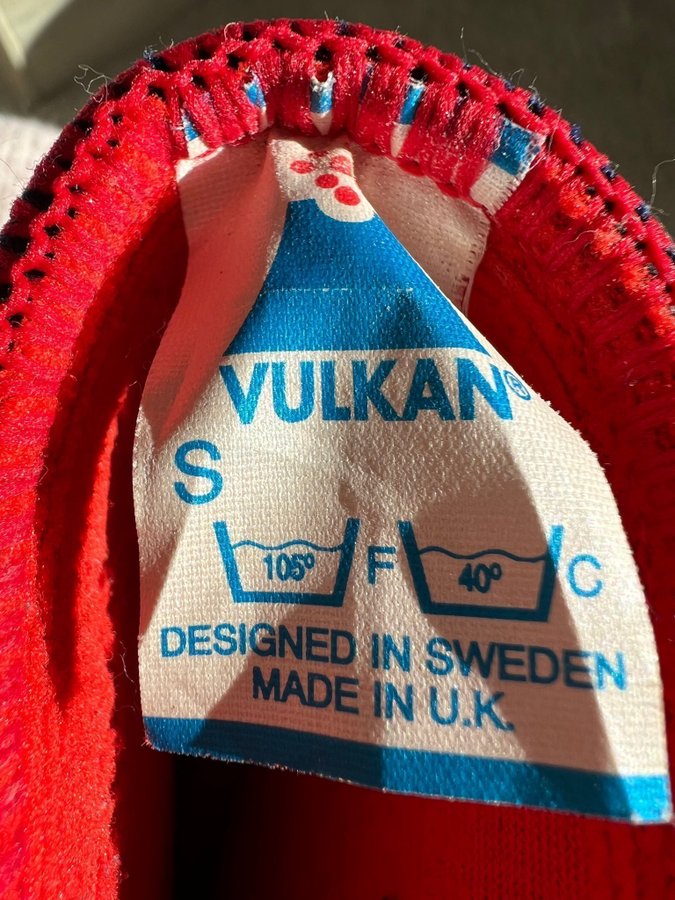 VULKAN®
S
105° F 40° C
DESIGNED IN SWEDEN
MADE IN U.K.